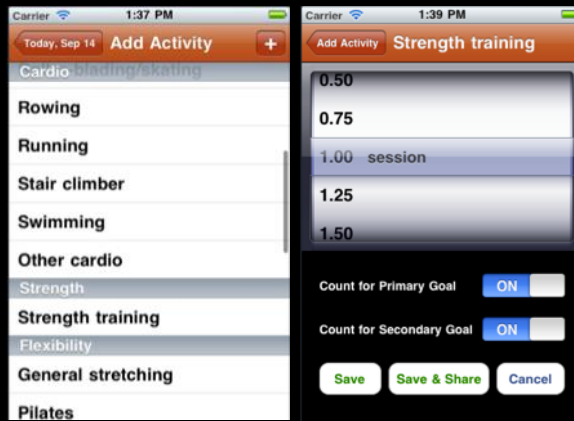 Carrier 1:37 PM
Today, Sep 14 Add Activity +
Cardio blading/skating
Rowing
Running
Stair climber
Swimming
Other cardio
Strength
Strength training
Flexibility
General stretching
Pilates
Carrier 1:39 PM
Add Activity Strength training
0.50
0.75
1.00 session
1.25
1.50
Count for Primary Goal ON
Count for Secondary Goal ON
Save Save & Share Cancel